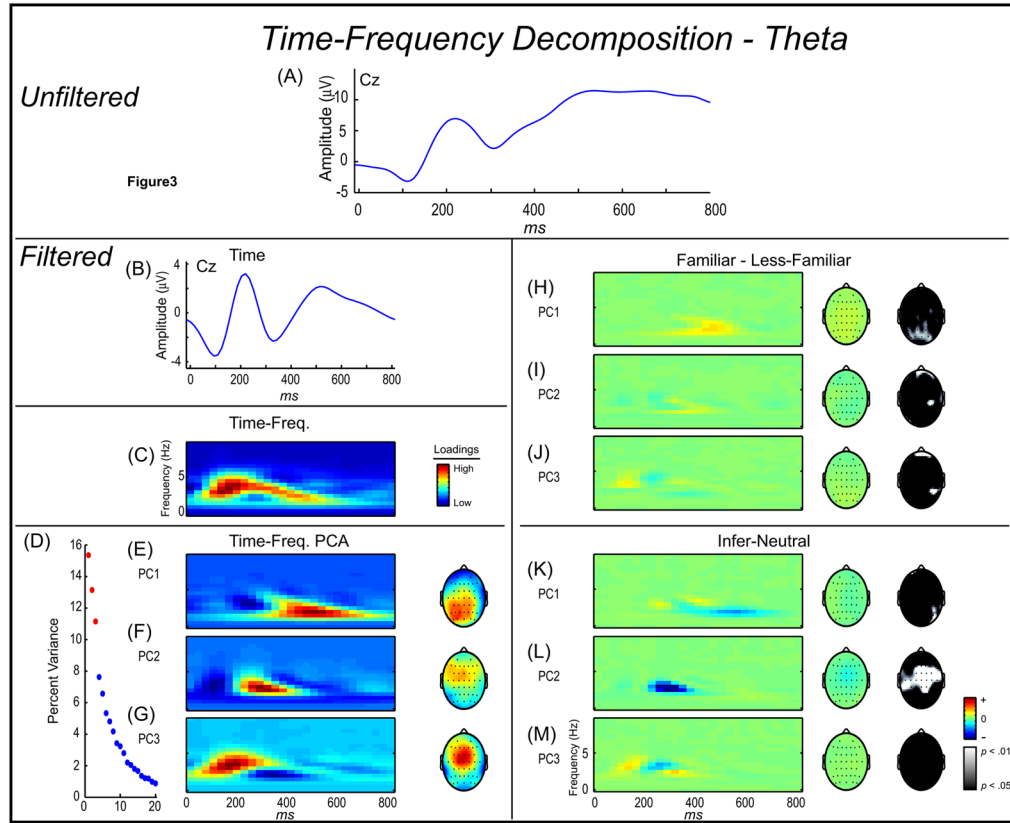 Time-Frequency Decomposition - Theta
Unfiltered
(A)
Cz
Amplitude (µV)
10
5
0
-5
0 200 400 600 800
ms
Figure3
Filtered
(B)
Time
Cz
Amplitude (µV)
4
0
-4
0 200 400 600 800
ms
Time-Freq.
(C)
Frequency (Hz)
5
0
Loadings
High
Low
(D)
Percent Variance
16
14
12
10
8
6
4
2
0
0 10 20
Time-Freq. PCA
(E)
PC1
(F)
PC2
(G)
PC3
0 200 400 600 800
ms
Familiar - Less-Familiar
(H)
PC1
(I)
PC2
(J)
PC3
Infer-Neutral
(K)
PC1
(L)
PC2
(M)
PC3
Frequency (Hz)
5
0
0 200 400 600 800
ms
+
0
-
p < .01
p < .05